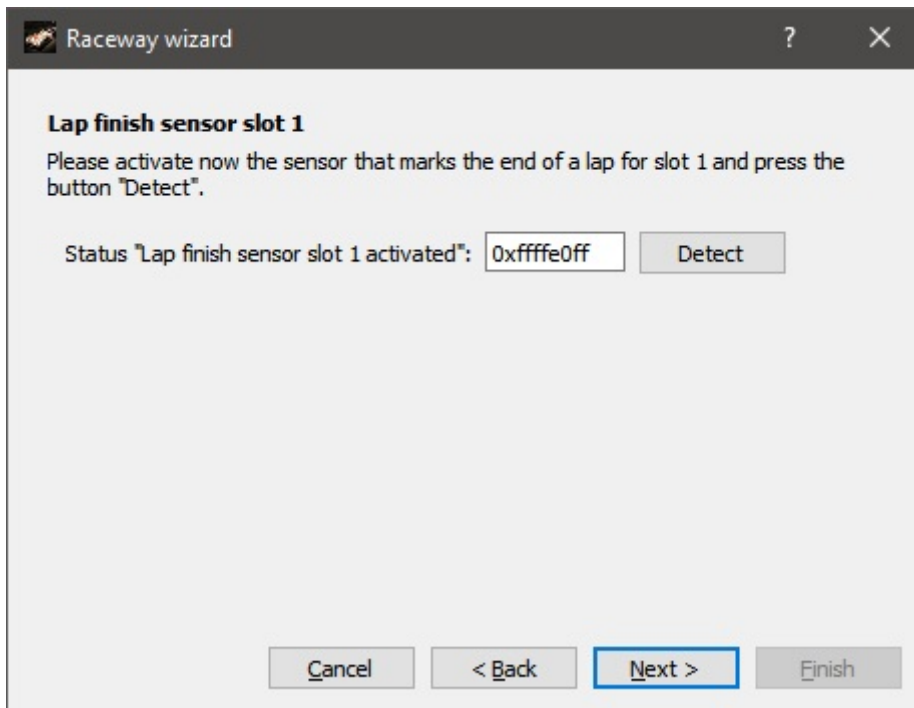 Raceway wizard ?
Lap finish sensor slot 1
Please activate now the sensor that marks the end of a lap for slot 1 and press the
button "Detect".
Status "Lap finish sensor slot 1 activated": 0xffffe0ff Detect
Cancel < Back Next > Finish